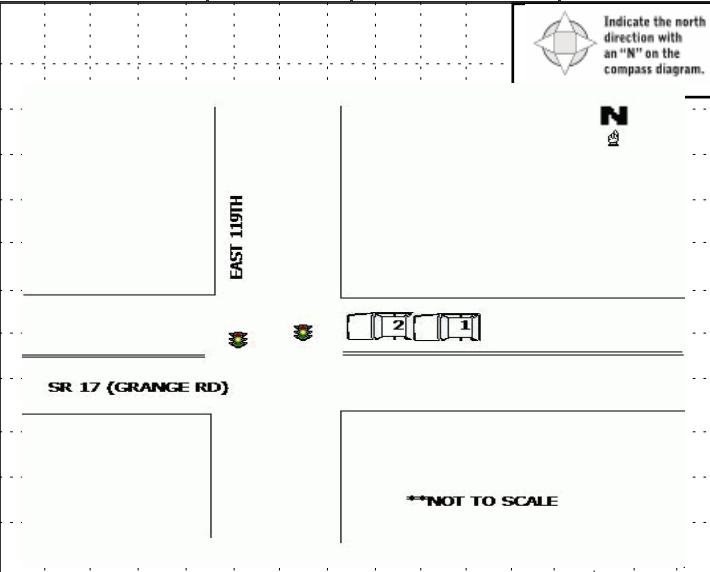 Indicate the north
direction with
an “N” on the
compass diagram.
N
EAST 119TH
2
1
SR 17 (GRANGE RD)
**NOT TO SCALE